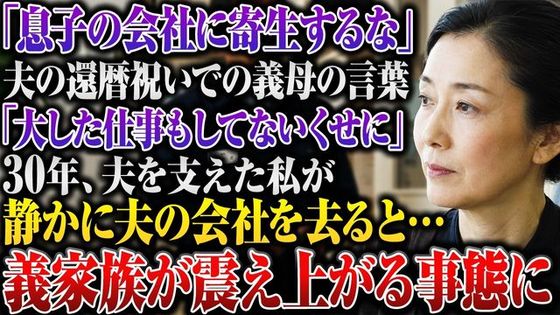 「息子の会社に寄生するな」
夫の還暦祝いでの義母の言葉
「大した仕事もしてないくせに」
30年、夫を支えた私が
静かに夫の会社を去ると…
義家族が震え上がる事態に